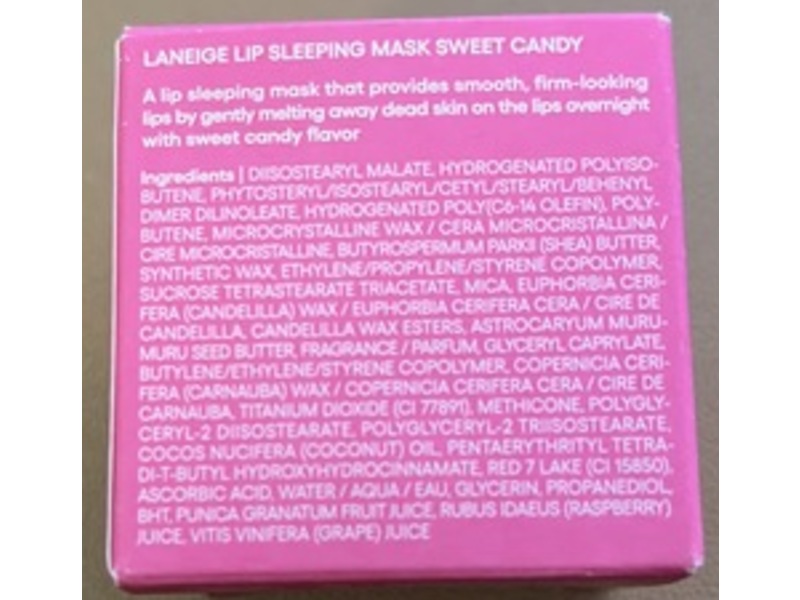 LANEIGE LIP SLEEPING MASK SWEET CANDY
A lip sleeping mask that provides smooth, firm-looking
lips by gently melting away dead skin on the lips overnight
with sweet candy flavor
Ingredients | DIISOSTEARYL MALATE, HYDROGENATED POLYISO-
BUTENE, PHYTOSTERYL/ISOSTEARYL/CETYL/STEARYL/BEHENYL
DIMER DILINOLEATE, HYDROGENATED POLY(C6-14 OLEFIN), POLY-
BUTENE, MICROCRYSTALLINE WAX / CERA MICROCRISTALLINA /
CIRE MICROCRISTALLINE, BUTYROSPERMUM PARKII (SHEA) BUTTER,
SYNTHETIC WAX, ETHYLENE/PROPYLENE/STYRENE COPOLYMER,
SUCROSE TETRASTEARATE TRIACETATE, MICA, EUPHORBIA CERI-
FERA (CANDELILLA) WAX / EUPHORBIA CERIFERA CERA / CIRE DE
CANDELILLA, CANDELILLA WAX ESTERS, ASTROCARYUM MURU-
MURU SEED BUTTER, FRAGRANCE / PARFUM, GLYCERYL CAPRYLATE,
BUTYLENE/ETHYLENE/STYRENE COPOLYMER, COPERNICIA CERI-
FERA (CARNAUBA) WAX / COPERNICIA CERIFERA CERA / CIRE DE
CARNAUBA, TITANIUM DIOXIDE (CI 77891), METHICONE, POLYGLY-
CERYL-2 DIISOSTEARATE, POLYGLYCERYL-2 TRIISOSTEARATE,
COCOS NUCIFERA (COCONUT) OIL, PENTAERYTHRITYL TETRA-
DI-T-BUTYL HYDROXYHYDROCINNAMATE, RED 7 LAKE (CI 15850),
ASCORBIC ACID, WATER / AQUA / EAU, GLYCERIN, PROPANEDIOL,
BHT, PUNICA GRANATUM FRUIT JUICE, RUBUS IDAEUS (RASPBERRY)
JUICE, VITIS VINIFERA (GRAPE) JUICE